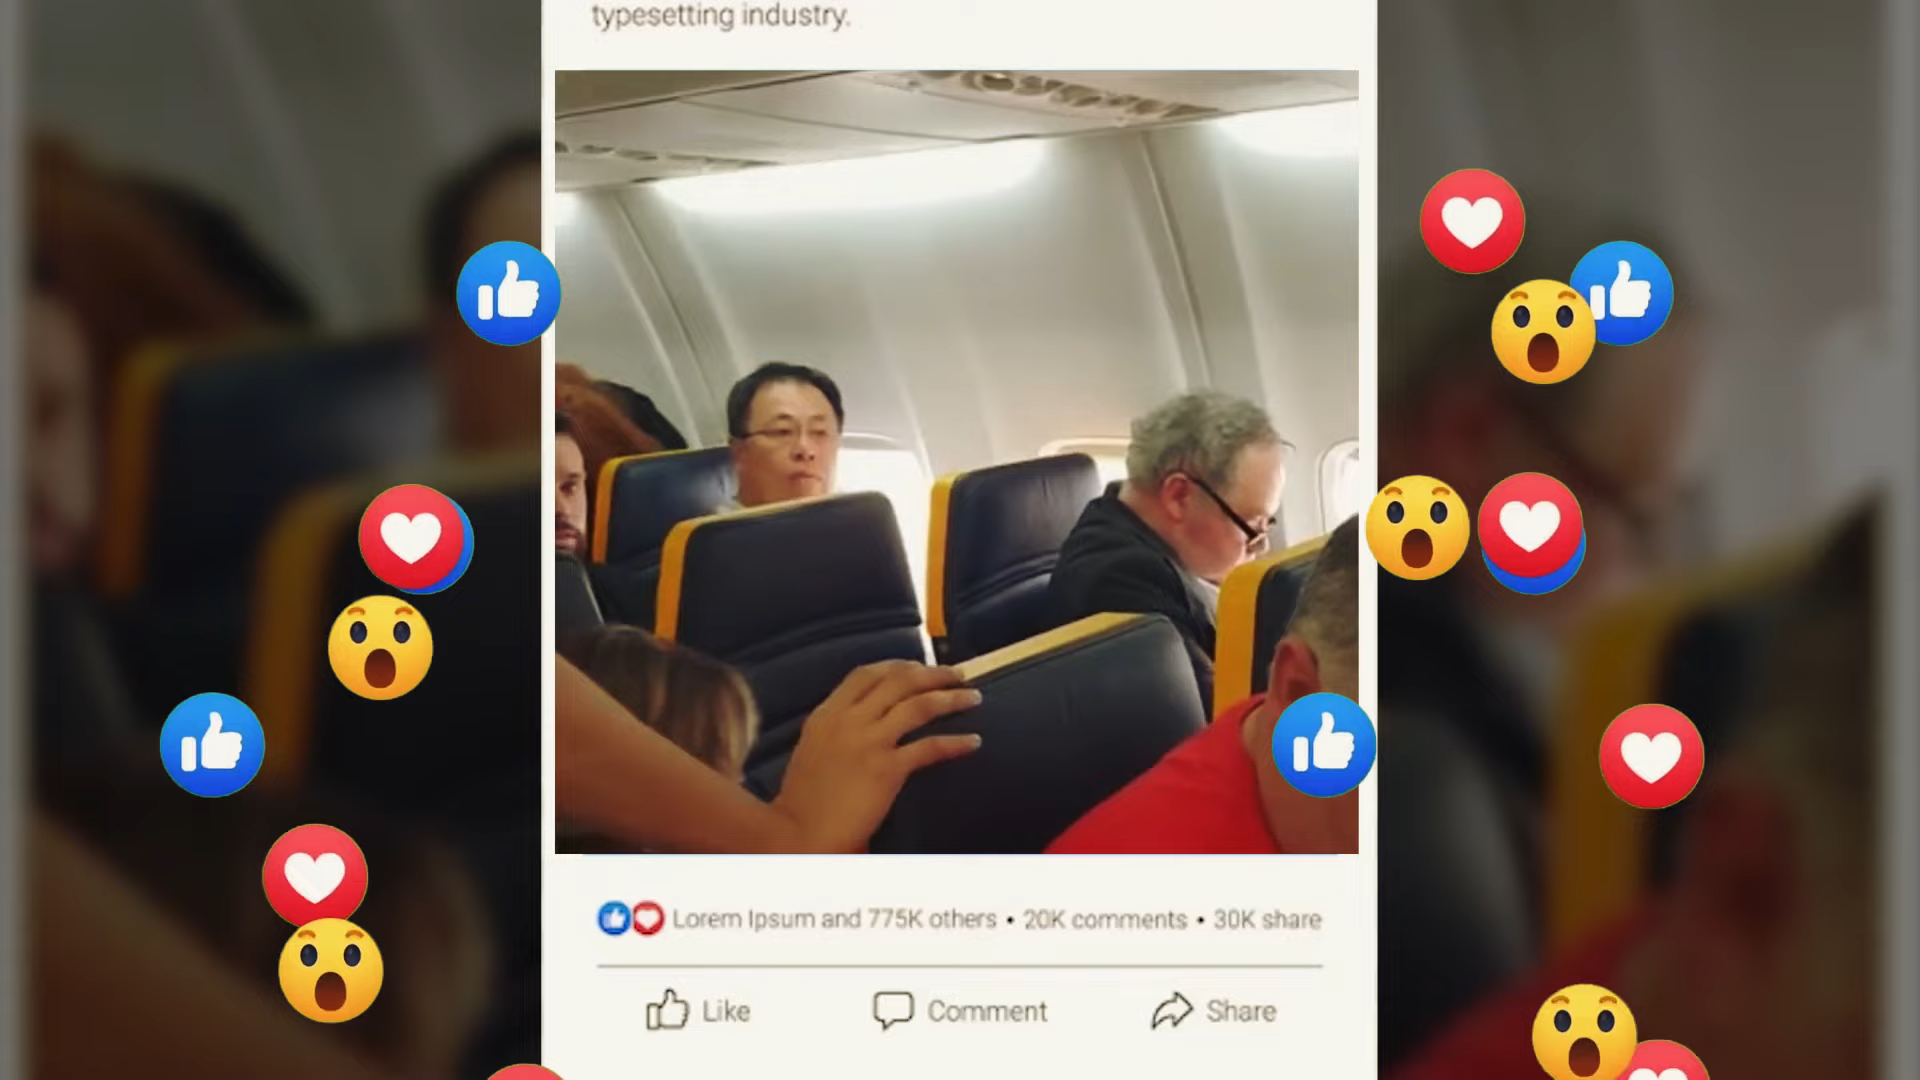 typesetting industry.
Lorem Ipsum and 775K others • 20K comments • 30K share
Like
Comment
Share